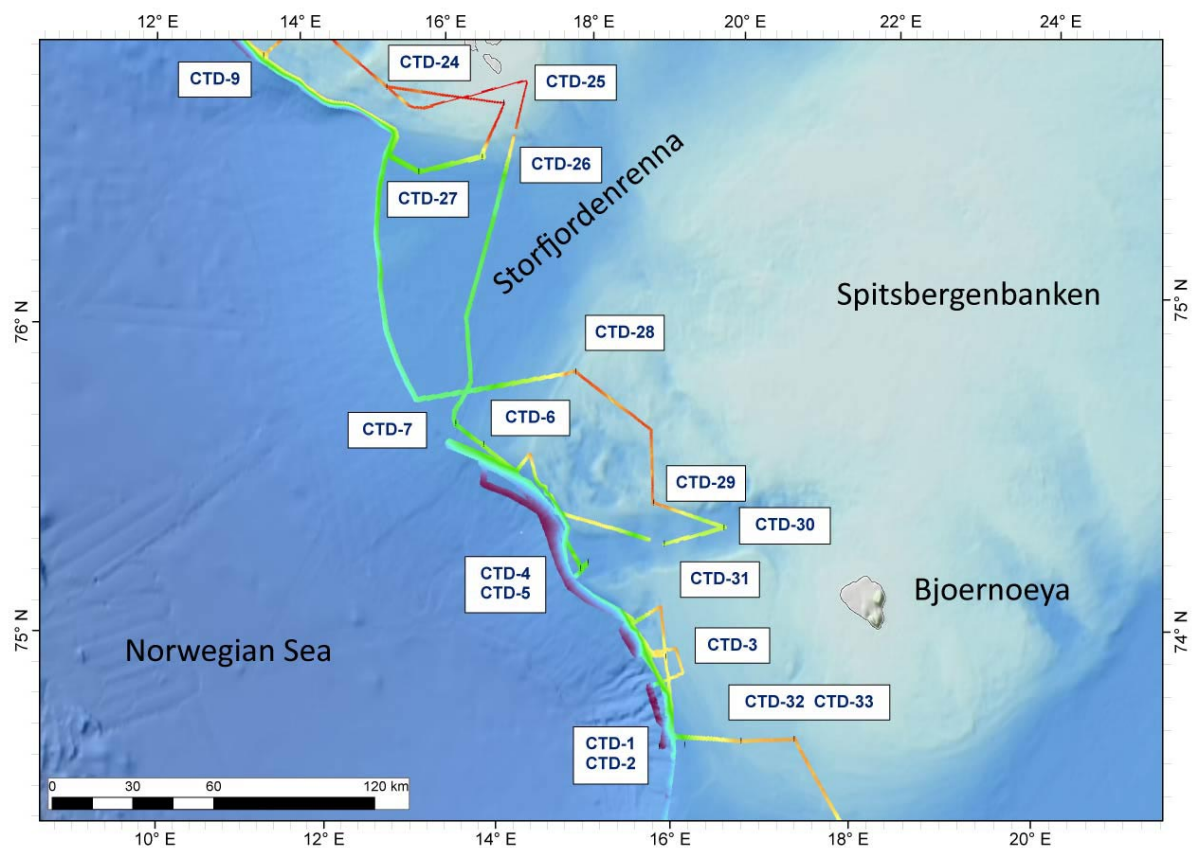 12° E 14° E 16° E 18° E 20° E 22° E 24° E
CTD-24
CTD-9
CTD-25
CTD-26
CTD-27
Storfjordenrenna
Spitsbergenbanken
76° N
75° N
CTD-28
CTD-6
CTD-7
CTD-29
CTD-30
CTD-4
CTD-5
CTD-31
Bjoernoeya
75° N
74° N
Norwegian Sea
CTD-3
CTD-32 CTD-33
CTD-1
CTD-2
0 30 60 120 km
10° E 12° E 14° E 16° E 18° E 20° E